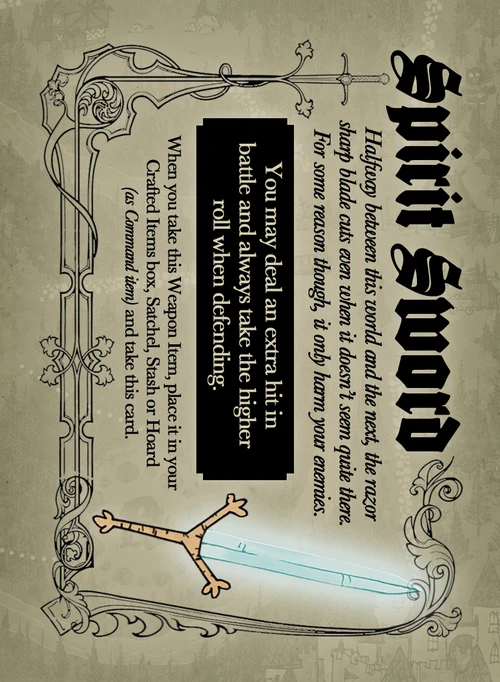 Spirit Sword
Halfway between this world and the next, the razor
sharp blade cuts even when it doesn't seem quite there.
For some reason though, it only harm your enemies.
You may deal an extra hit in
battle and always take the higher
roll when defending.
When you take this Weapon Item, place it in your
Crafted Items box, Satchel, Stash or Hoard
(as Command item) and take this card.